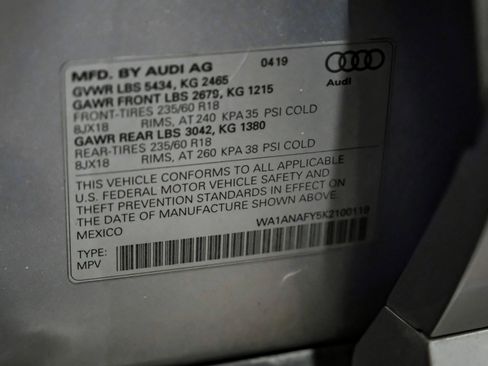 MFD. BY AUDI AG 04 19
GVWR LBS 5434, KG 2465
GAWR FRONT LBS 2679, KG 1215
FRONT-TIRES 235/60 R18
8JX18 RIMS, AT 240 KPA 35 PSI COLD
GAWR REAR LBS 3042, KG 1380
REAR-TIRES 235/60 R18
8JX18 RIMS, AT 260 KPA 38 PSI COLD
Audi
THIS VEHICLE CONFORMS TO ALL APPLICABLE
U.S. FEDERAL MOTOR VEHICLE SAFETY AND
THEFT PREVENTION STANDARDS IN EFFECT ON
THE DATE OF MANUFACTURE SHOWN ABOVE.
MEXICO
WA1ANAFY5K2100119
TYPE:
MPV